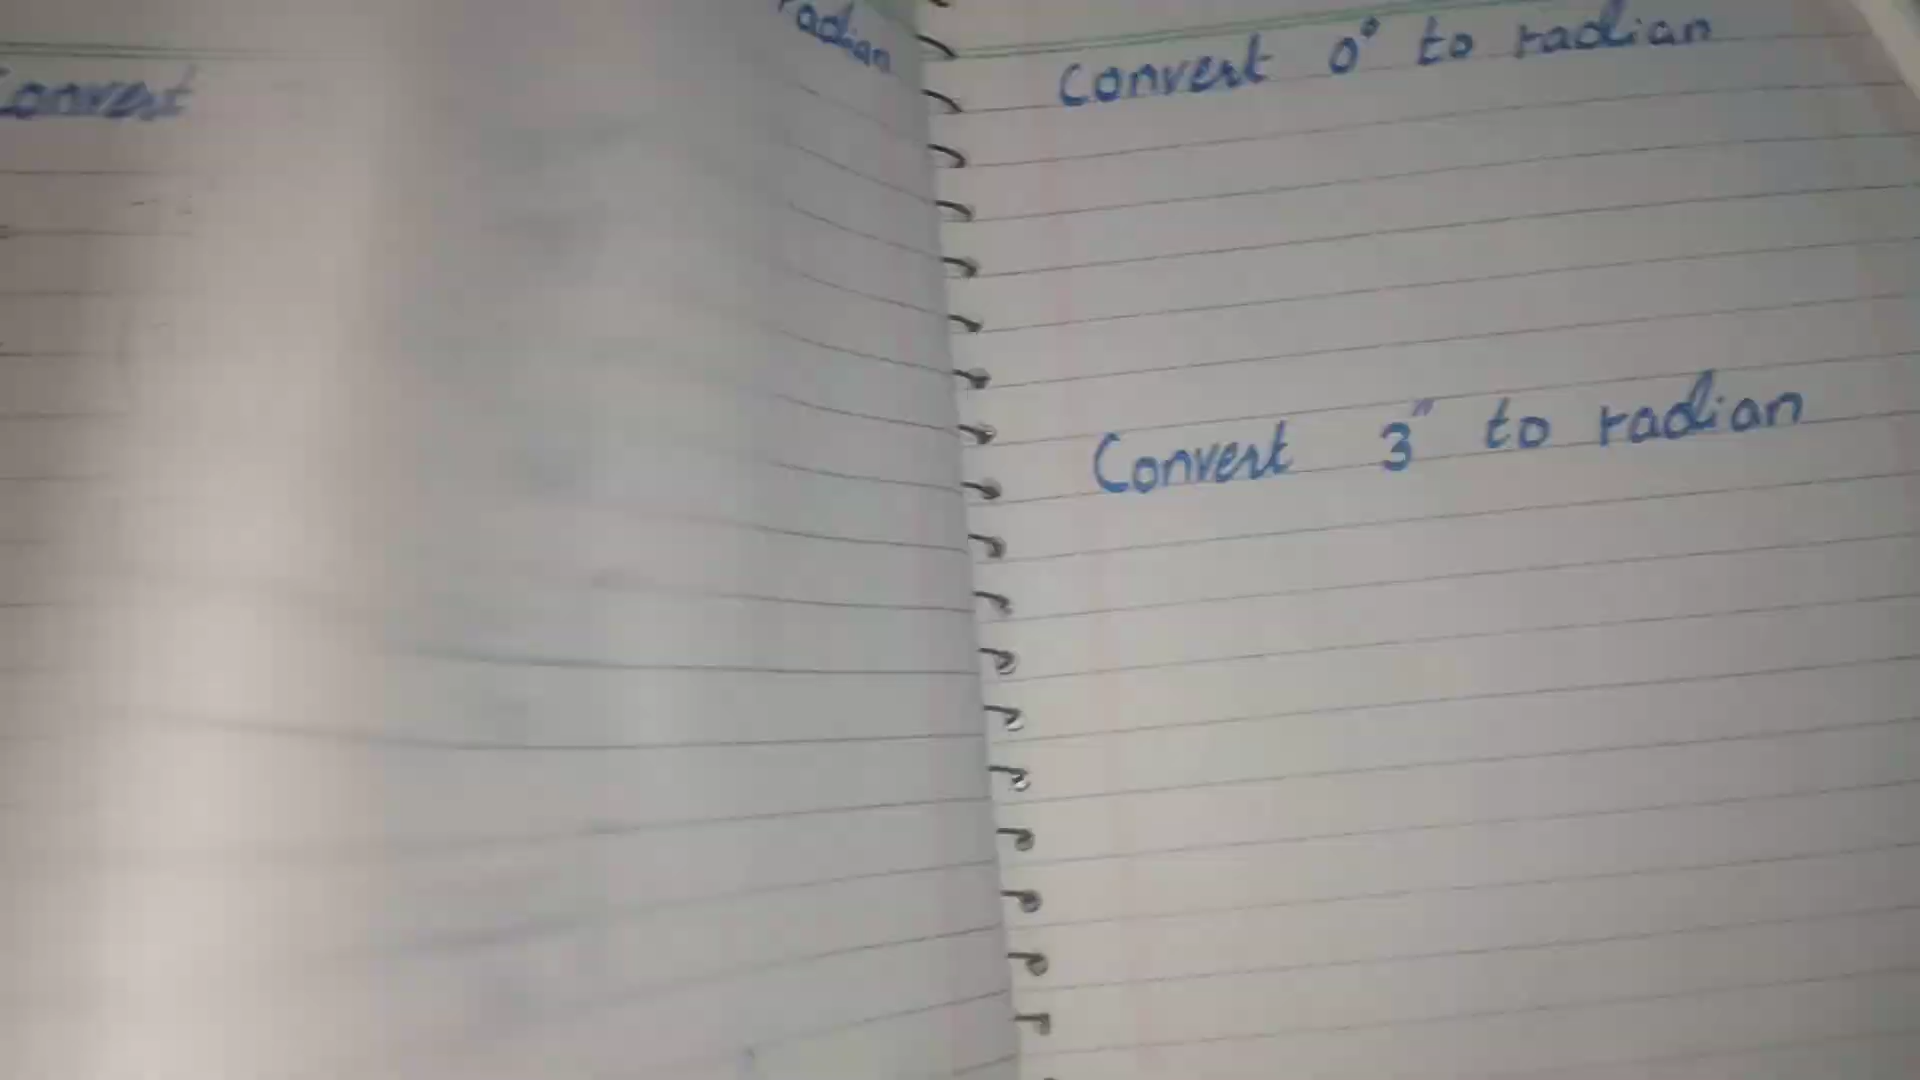 Convert
radian
Convert 0° to radian
Convert 3" to radian